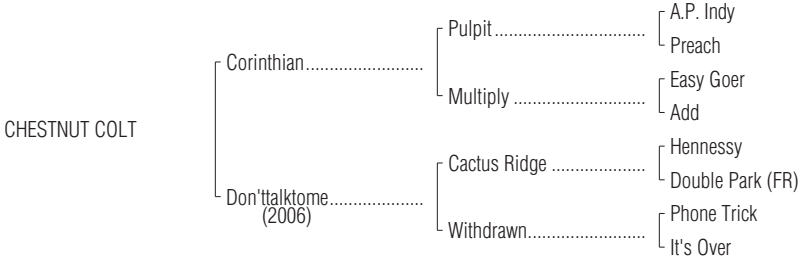 A.P. Indy
Pulpit..............................
Preach
Corinthian........................
Easy Goer
Multiply ..........................
Add
CHESTNUT COLT
Hennessy
Cactus Ridge ...................
Double Park (FR)
Don'ttalktome...................
(2006)
Phone Trick
Withdrawn........................
It's Over